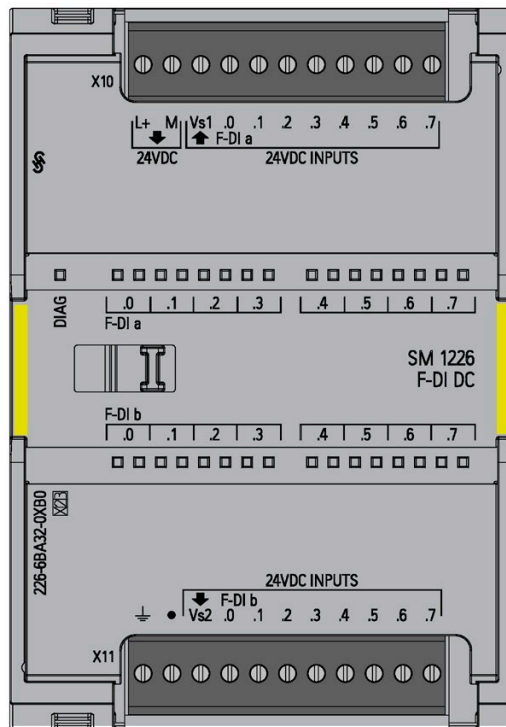 X10
L+ M Vs1 .0 .1 .2 .3 .4 .5 .6 .7
F-DI a
24VDC 24VDC INPUTS
DIAG
.0 .1 .2 .3 .4 .5 .6 .7
F-DI a
SM 1226
F-DI DC
F-DI b
.0 .1 .2 .3 .4 .5 .6 .7
226-6BA32-0XB0
24VDC INPUTS
F-DI b
Vs2 .0 .1 .2 .3 .4 .5 .6 .7
X11